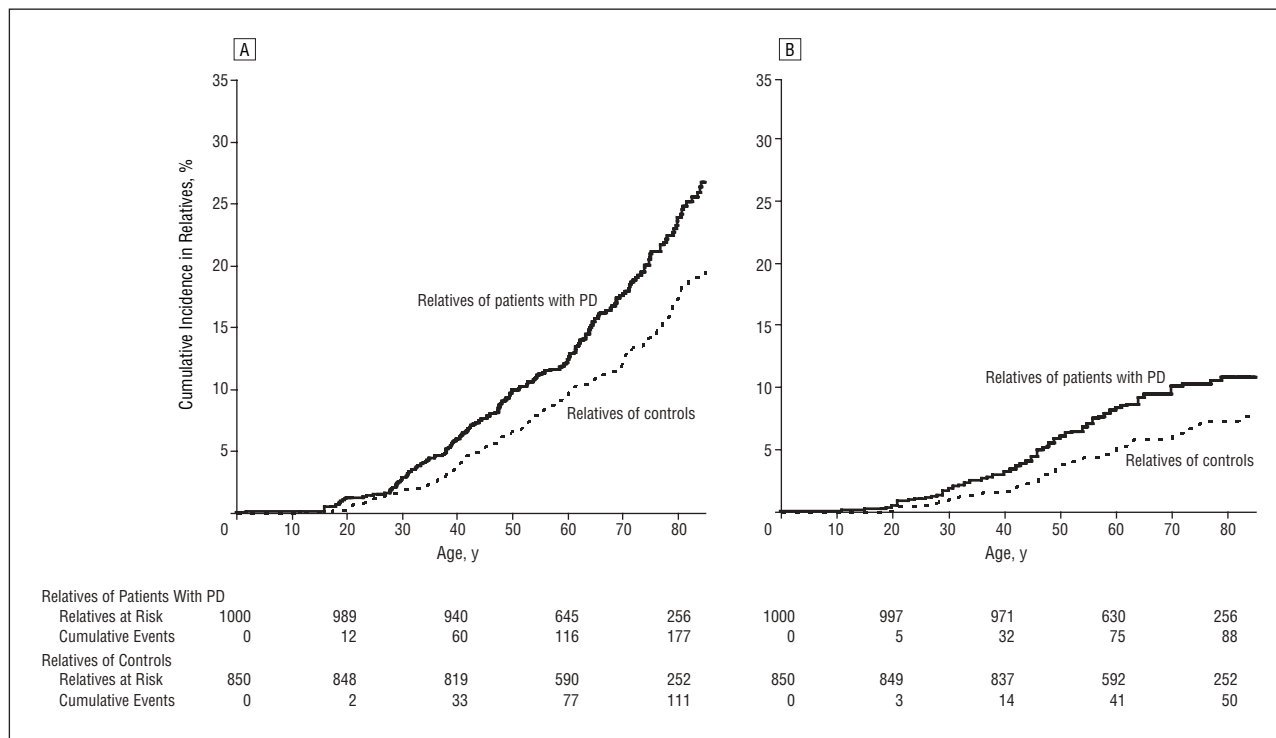 A
35
30
25
20
15
10
5
0
10
20
30
40
50
60
70
80
Age, y
Cumulative Incidence in Relatives, %
Relatives of patients with PD
Relatives of controls
B
35
30
25
20
15
10
5
0
10
20
30
40
50
60
70
80
Age, y
Relatives of patients with PD
Relatives of controls
Relatives of Patients With PD
Relatives at Risk 1000 989 940 645 256 1000 997 971 630 256
Cumulative Events 0 12 60 116 177 0 5 32 75 88
Relatives of Controls
Relatives at Risk 850 848 819 590 252 850 849 837 592 252
Cumulative Events 0 2 33 77 111 0 3 14 41 50